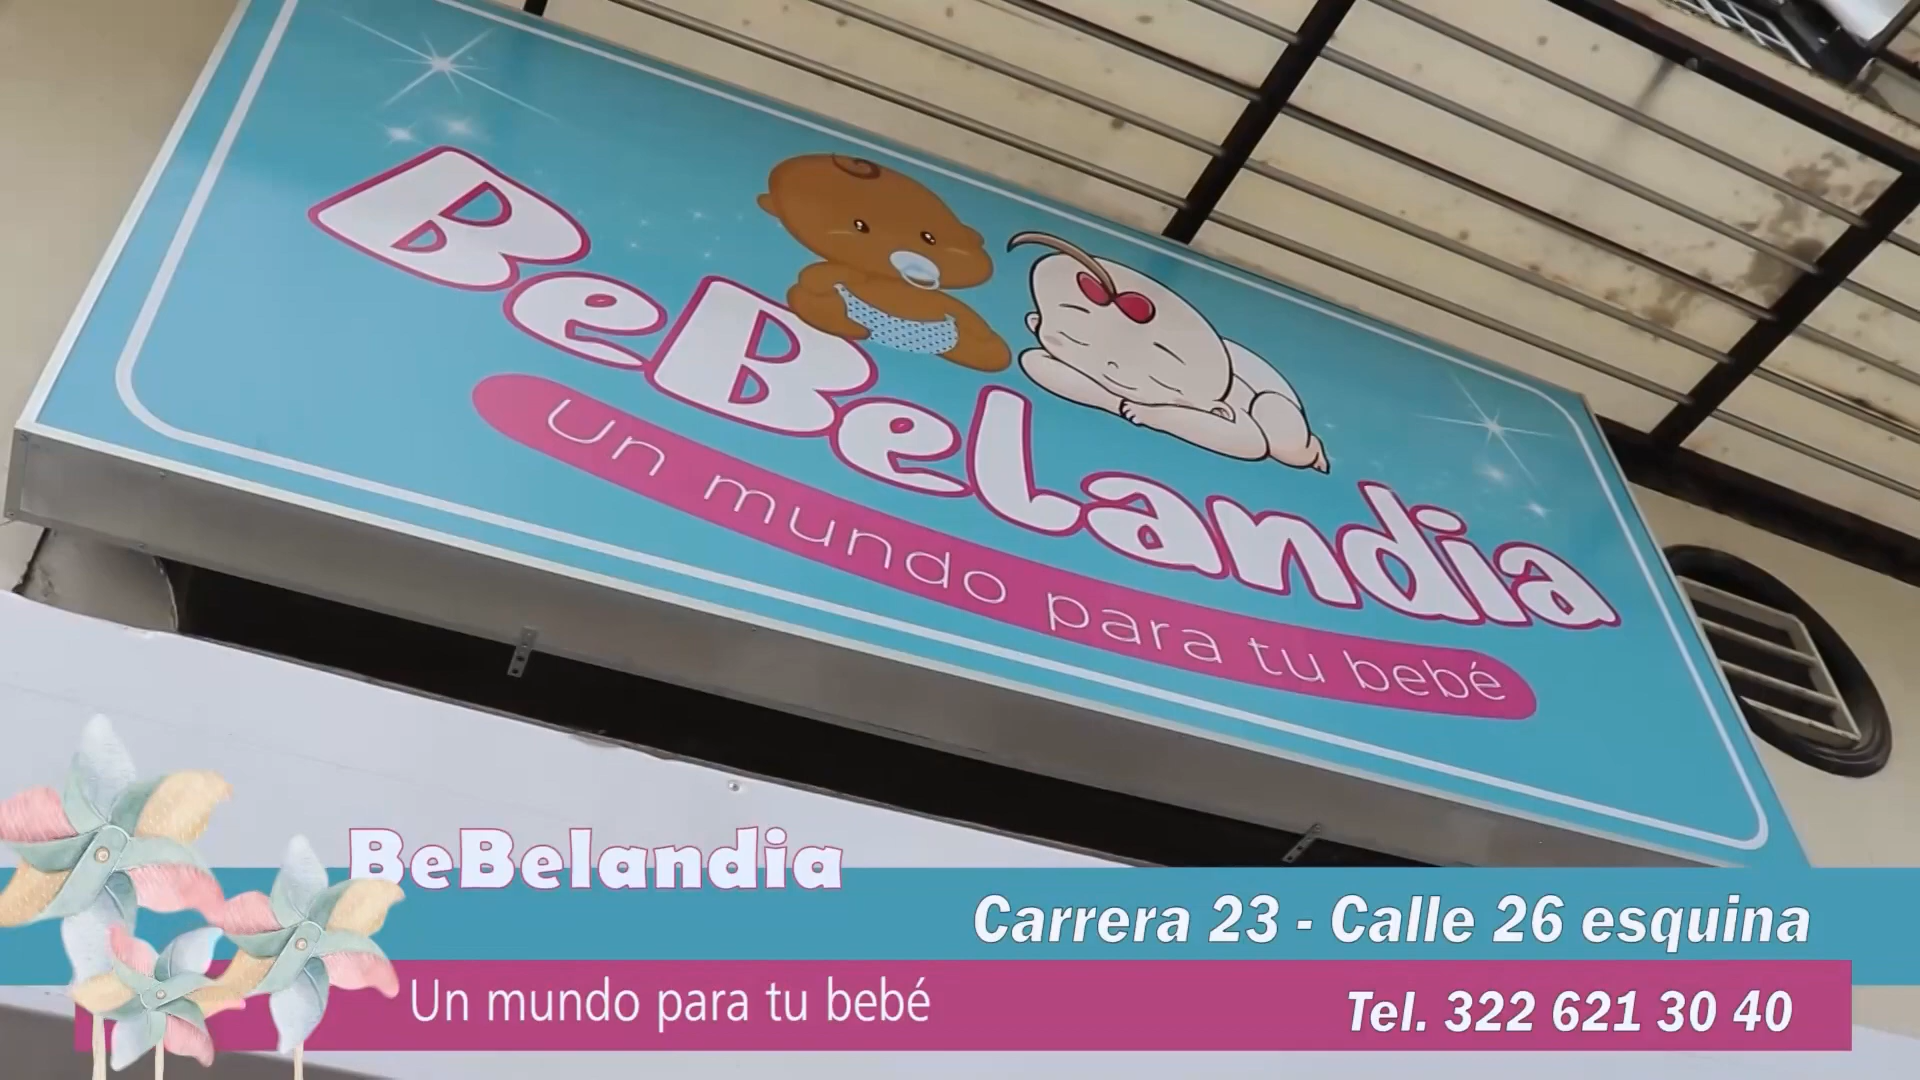 BeBelandia
un mundo para tu bebé
BeBelandia
Carrera 23 - Calle 26 esquina
Un mundo para tu bebé
Tel. 322 621 30 40